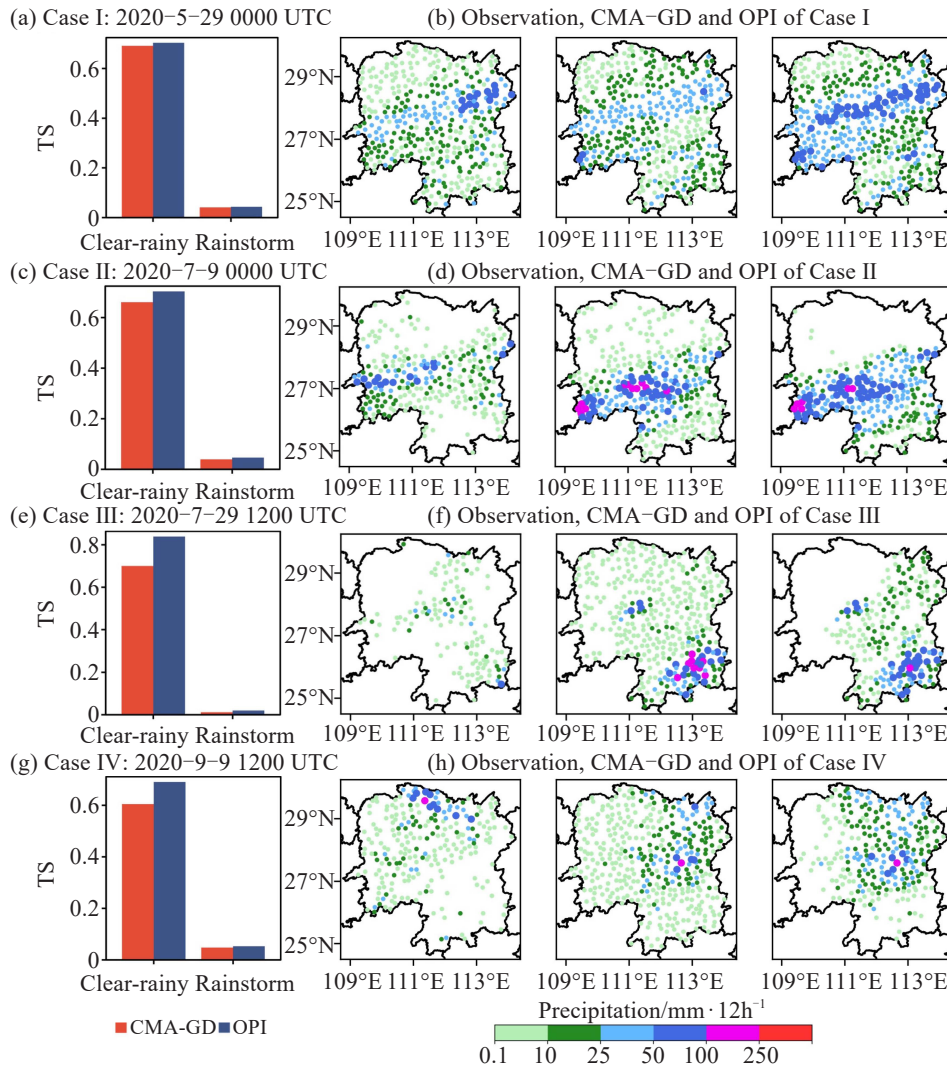 (a) Case I: 2020−5−29 0000 UTC
(b) Observation, CMA−GD and OPI of Case I
0.6
0.4
0.2
0
TS
Clear-rainy Rainstorm
29°N
27°N
25°N
109°E 111°E 113°E
109°E 111°E 113°E
109°E 111°E 113°E
(c) Case II: 2020−7−9 0000 UTC
(d) Observation, CMA−GD and OPI of Case II
0.6
0.4
0.2
0
TS
Clear-rainy Rainstorm
29°N
27°N
25°N
109°E 111°E 113°E
109°E 111°E 113°E
109°E 111°E 113°E
(e) Case III: 2020−7−29 1200 UTC
(f) Observation, CMA−GD and OPI of Case III
0.8
0.6
0.4
0.2
0
TS
Clear-rainy Rainstorm
29°N
27°N
25°N
109°E 111°E 113°E
109°E 111°E 113°E
109°E 111°E 113°E
(g) Case IV: 2020−9−9 1200 UTC
(h) Observation, CMA−GD and OPI of Case IV
0.6
0.4
0.2
0
TS
Clear-rainy Rainstorm
29°N
27°N
25°N
109°E 111°E 113°E
109°E 111°E 113°E
109°E 111°E 113°E
CMA-GD OPI
Precipitation/mm · 12h⁻¹
0.1 10 25 50 100 250